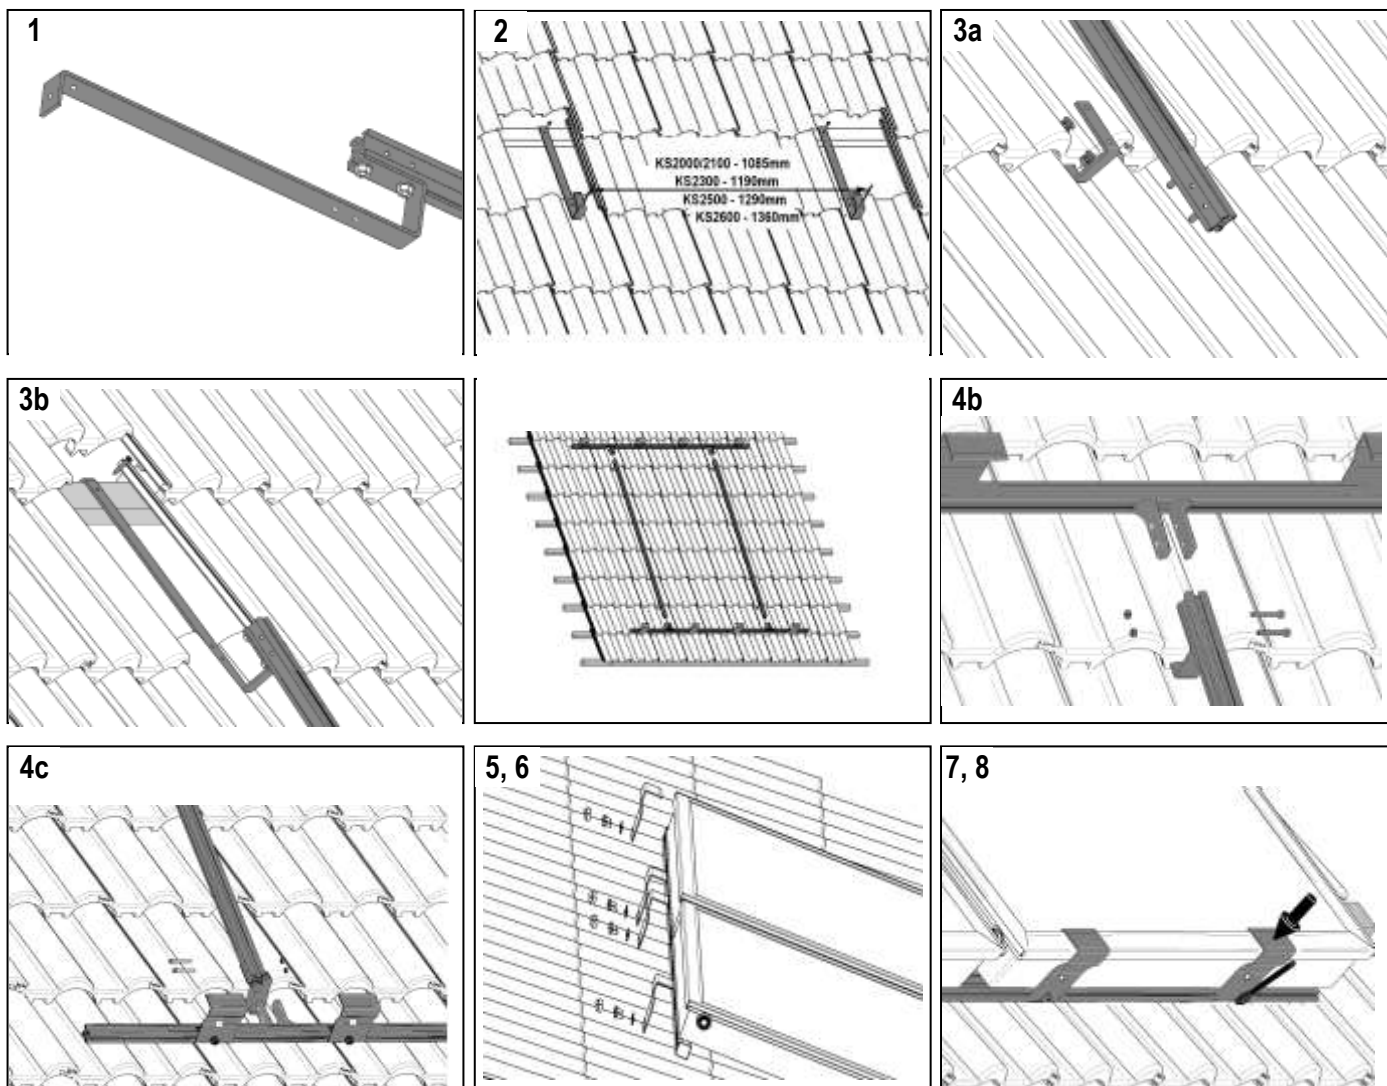 1
2
KS2000/2100 - 1085mm
KS2300 - 1190mm
KS2500 - 1290mm
KS2600 - 1360mm
3a
3b
4b
4c
5, 6
7, 8